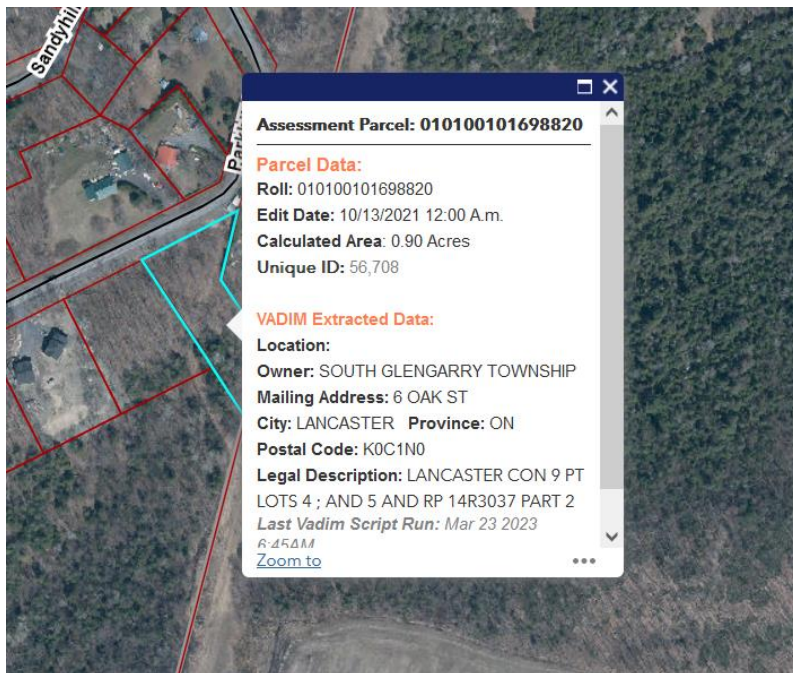 Sandyhil
Assessment Parcel: 010100101698820
Parcel Data:
Roll: 010100101698820
Edit Date: 10/13/2021 12:00 A.m.
Calculated Area: 0.90 Acres
Unique ID: 56,708
VADIM Extracted Data:
Location:
Owner: SOUTH GLENGARRY TOWNSHIP
Mailing Address: 6 OAK ST
City: LANCASTER Province: ON
Postal Code: K0C1N0
Legal Description: LANCASTER CON 9 PT
LOTS 4 ; AND 5 AND RP 14R3037 PART 2
Last Vadim Script Run: Mar 23 2023
6:45AM
Zoom to